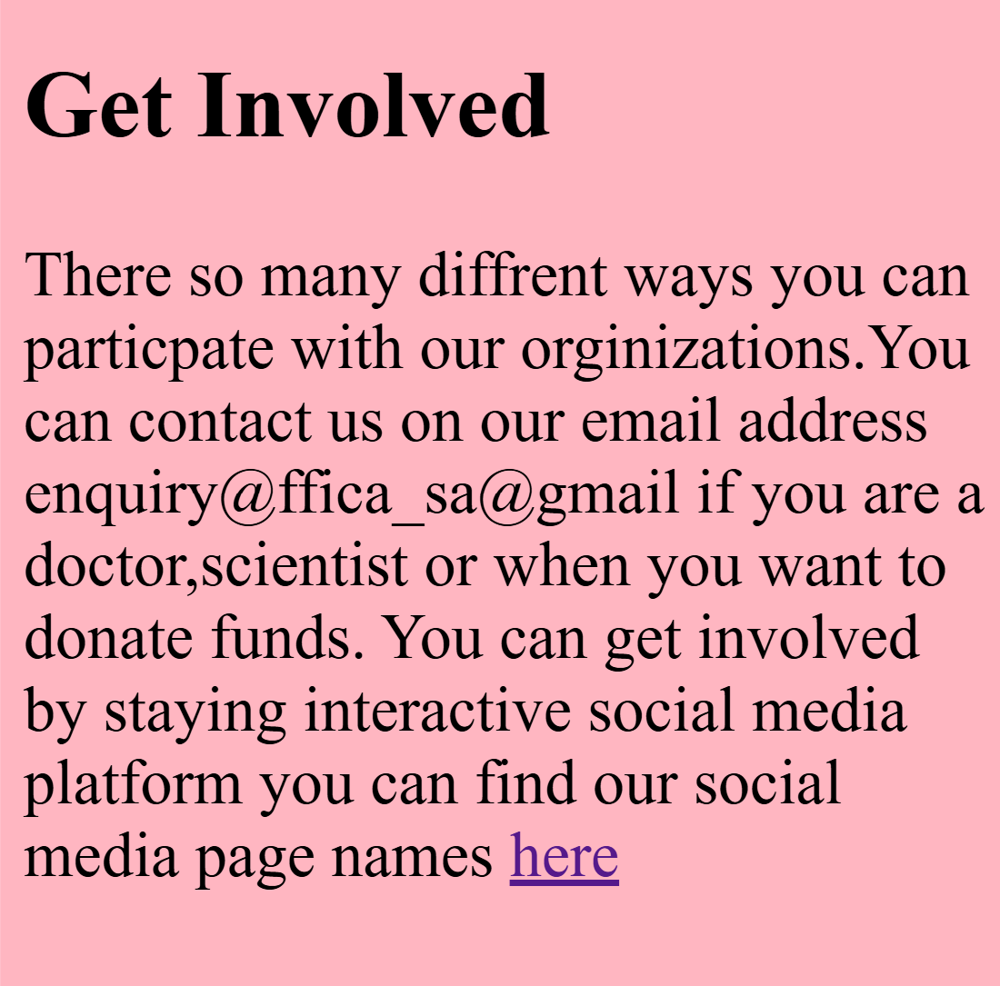 Get Involved
There so many diffrent ways you can
particpate with our orginizations.You
can contact us on our email address
enquiry@ffica_sa@gmail if you are a
doctor,scientist or when you want to
donate funds. You can get involved
by staying interactive social media
platform you can find our social
media page names here